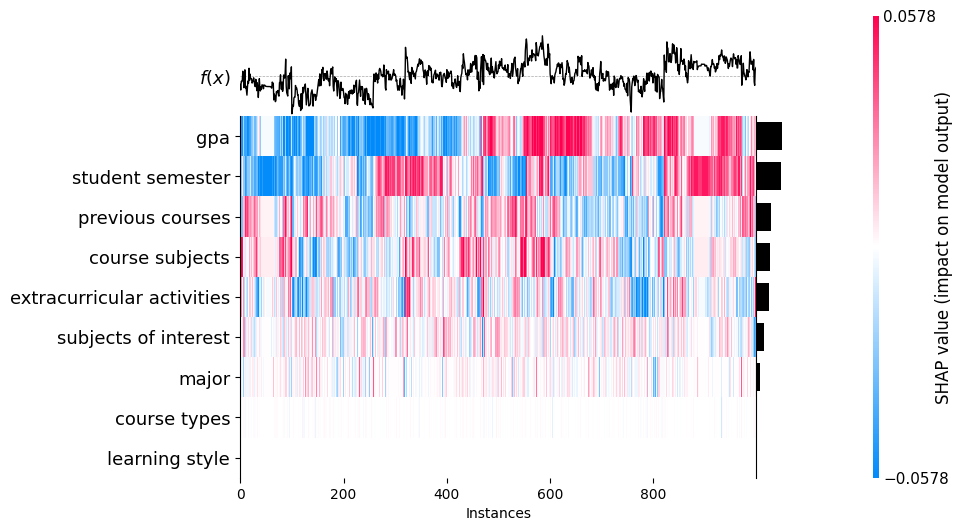 0.0578
f(x)
gpa
student semester
previous courses
course subjects
extracurricular activities
subjects of interest
major
course types
learning style
0 200 400 600 800
Instances
SHAP value (impact on model output)
−0.0578